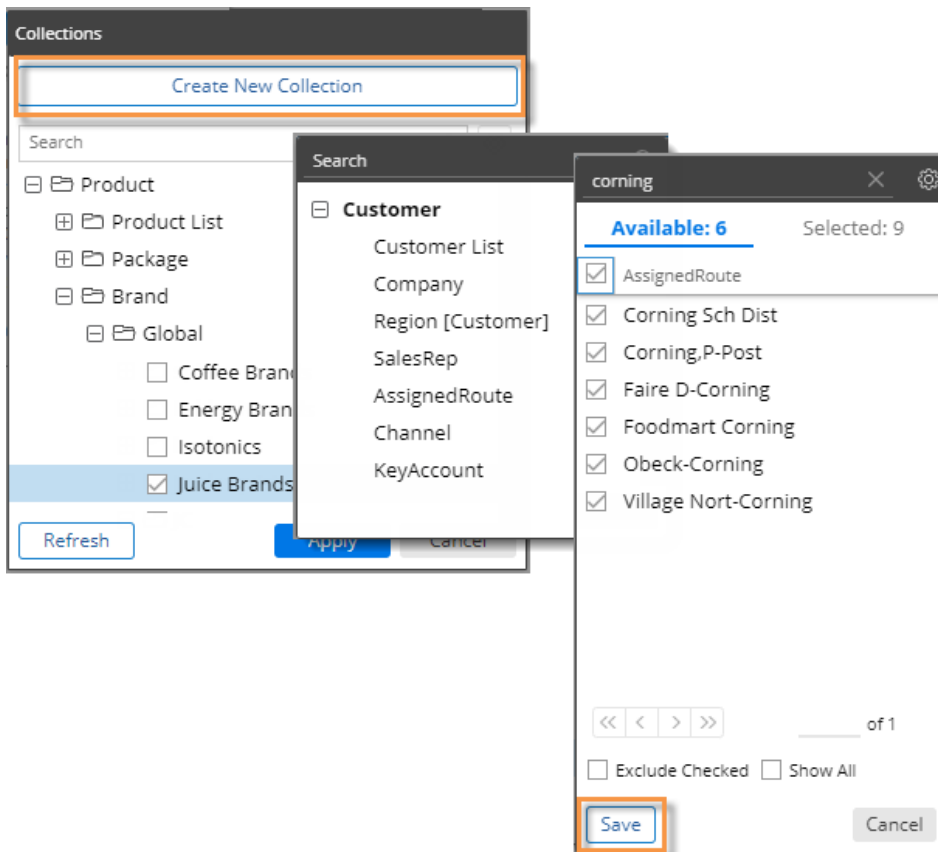 Collections
Create New Collection
Search
Product
Product List
Package
Brand
Global
Coffee
Energy
Isotonics
Juice Brands
Refresh
Apply
Cancel
Search
Customer
Customer List
Company
Region [Customer]
SalesRep
AssignedRoute
Channel
KeyAccount
corning
Available: 6
Selected: 9
AssignedRoute
Corning Sch Dist
Corning,P-Post
Faire D-Corning
Foodmart Corning
Obeck-Corning
Village Nort-Corning
of 1
Exclude Checked
Show All
Save
Cancel